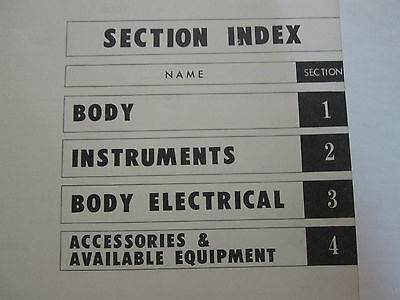 SECTION INDEX
NAME SECTION
BODY 1
INSTRUMENTS 2
BODY ELECTRICAL 3
ACCESSORIES & 4
AVAILABLE EQUIPMENT